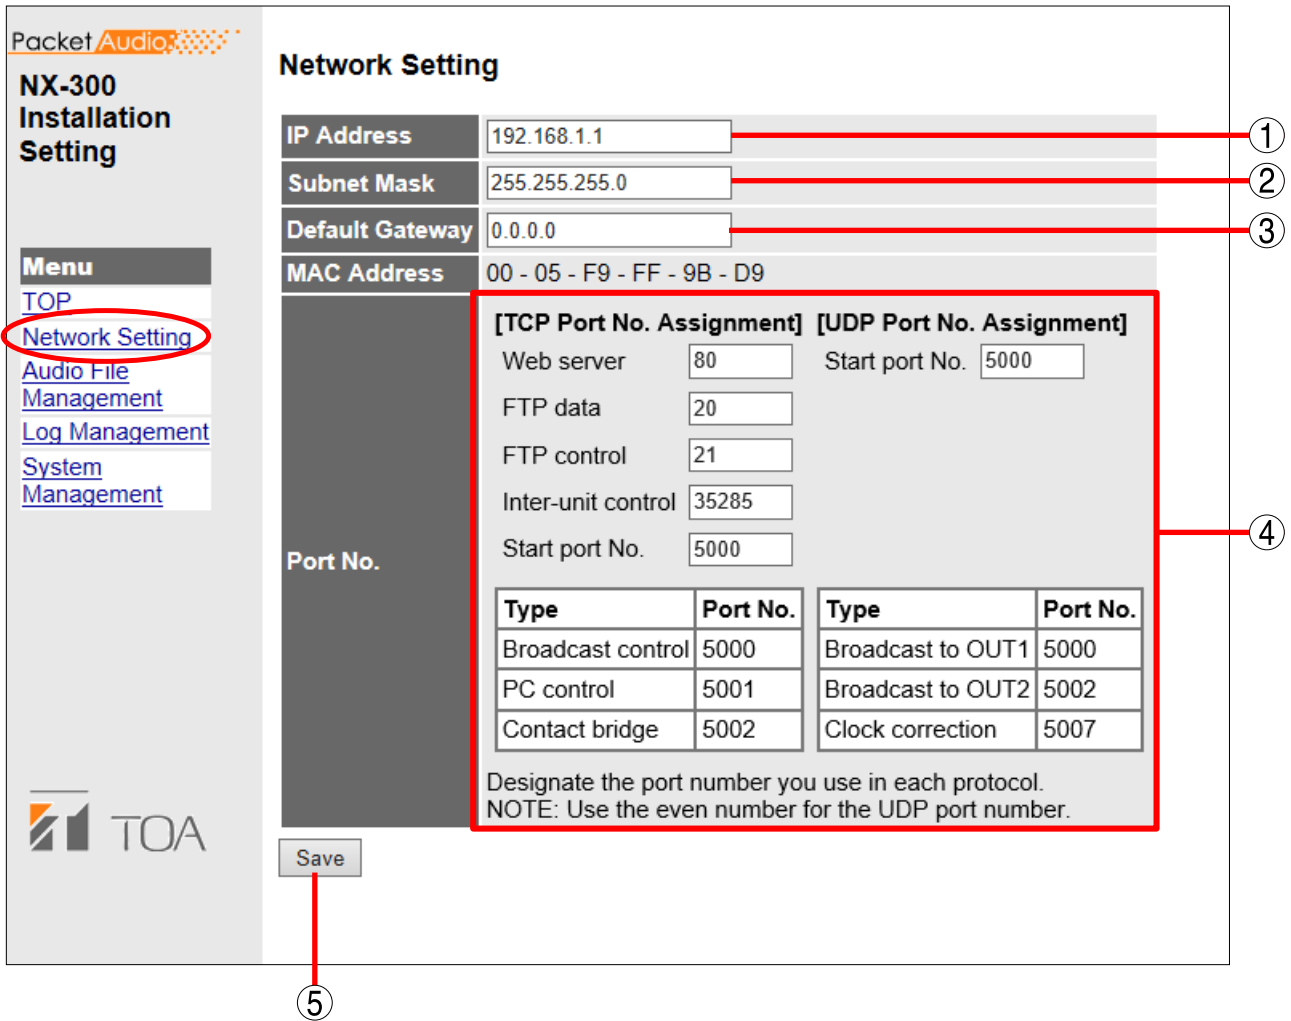 Packet Audio
NX-300
Installation
Setting
Menu
TOP
Network Setting
Audio File
Management
Log Management
System
Management
TOA
Network Setting
IP Address 192.168.1.1 ①
Subnet Mask 255.255.255.0 ②
Default Gateway 0.0.0.0 ③
MAC Address 00 - 05 - F9 - FF - 9B - D9
Port No.
[TCP Port No. Assignment] [UDP Port No. Assignment]
Web server 80 Start port No. 5000
FTP data 20
FTP control 21
Inter-unit control 35285
④
Start port No. 5000
Type Port No. Type Port No.
Broadcast control 5000 Broadcast to OUT1 5000
PC control 5001 Broadcast to OUT2 5002
Contact bridge 5002 Clock correction 5007
Designate the port number you use in each protocol.
NOTE: Use the even number for the UDP port number.
Save
⑤